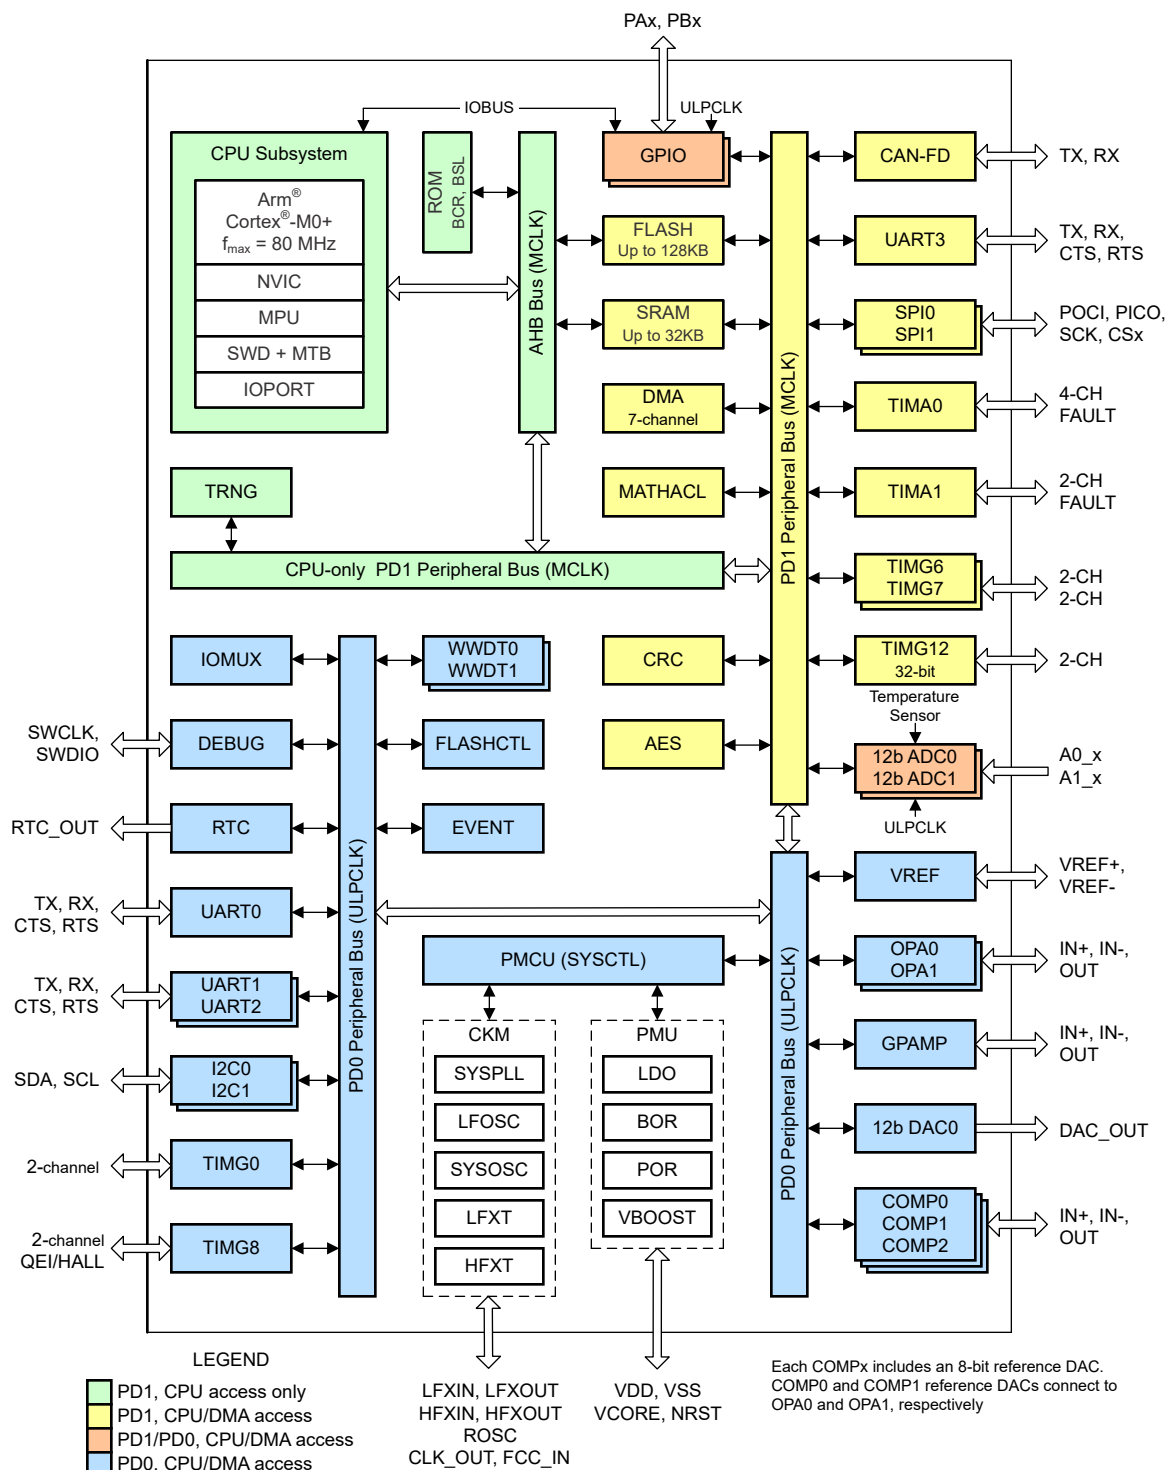 PAx, PBx
IOBUS
ULPCLK
CPU Subsystem
Arm®
Cortex®-M0+
fmax = 80 MHz
NVIC
MPU
SWD + MTB
IOPORT
ROM
BCR, BSL
AHB Bus (MCLK)
GPIO
FLASH
Up to 128KB
SRAM
Up to 32KB
DMA
7-channel
MATHACL
PD1 Peripheral Bus (MCLK)
CAN-FD
TX, RX
UART3
TX, RX,
CTS, RTS
SPI0
SPI1
POCI, PICO,
SCK, CSx
TIMA0
4-CH
FAULT
TIMA1
2-CH
FAULT
TRNG
CPU-only PD1 Peripheral Bus (MCLK)
TIMG6
TIMG7
2-CH
2-CH
IOMUX
WWDT0
WWDT1
CRC
TIMG12
32-bit
2-CH
Temperature
Sensor
SWCLK,
SWDIO
DEBUG
FLASHCTL
AES
12b ADC0
12b ADC1
A0_x
A1_x
ULPCLK
RTC_OUT
RTC
EVENT
PD0 Peripheral Bus (ULPCLK)
VREF
VREF+,
VREF-
TX, RX,
CTS, RTS
UART0
PMCU (SYSCTL)
PD0 Peripheral Bus (ULPCLK)
OPA0
OPA1
IN+, IN-,
OUT
TX, RX,
CTS, RTS
UART1
UART2
CKM
SYSPLL
LFOSC
SYSOSC
LFXT
HFXT
PMU
LDO
BOR
POR
VBOOST
GPAMP
IN+, IN-,
OUT
SDA, SCL
I2C0
I2C1
12b DAC0
DAC_OUT
2-channel
TIMG0
COMP0
COMP1
COMP2
IN+, IN-,
OUT
2-channel
QEI/HALL
TIMG8
LEGEND
PD1, CPU access only
PD1, CPU/DMA access
PD1/PD0, CPU/DMA access
PD0, CPU/DMA access
LFXIN, LFXOUT
HFXIN, HFXOUT
ROSC
CLK_OUT, FCC_IN
VDD, VSS
VCORE, NRST
Each COMPx includes an 8-bit reference DAC.
COMP0 and COMP1 reference DACs connect to
OPA0 and OPA1, respectively